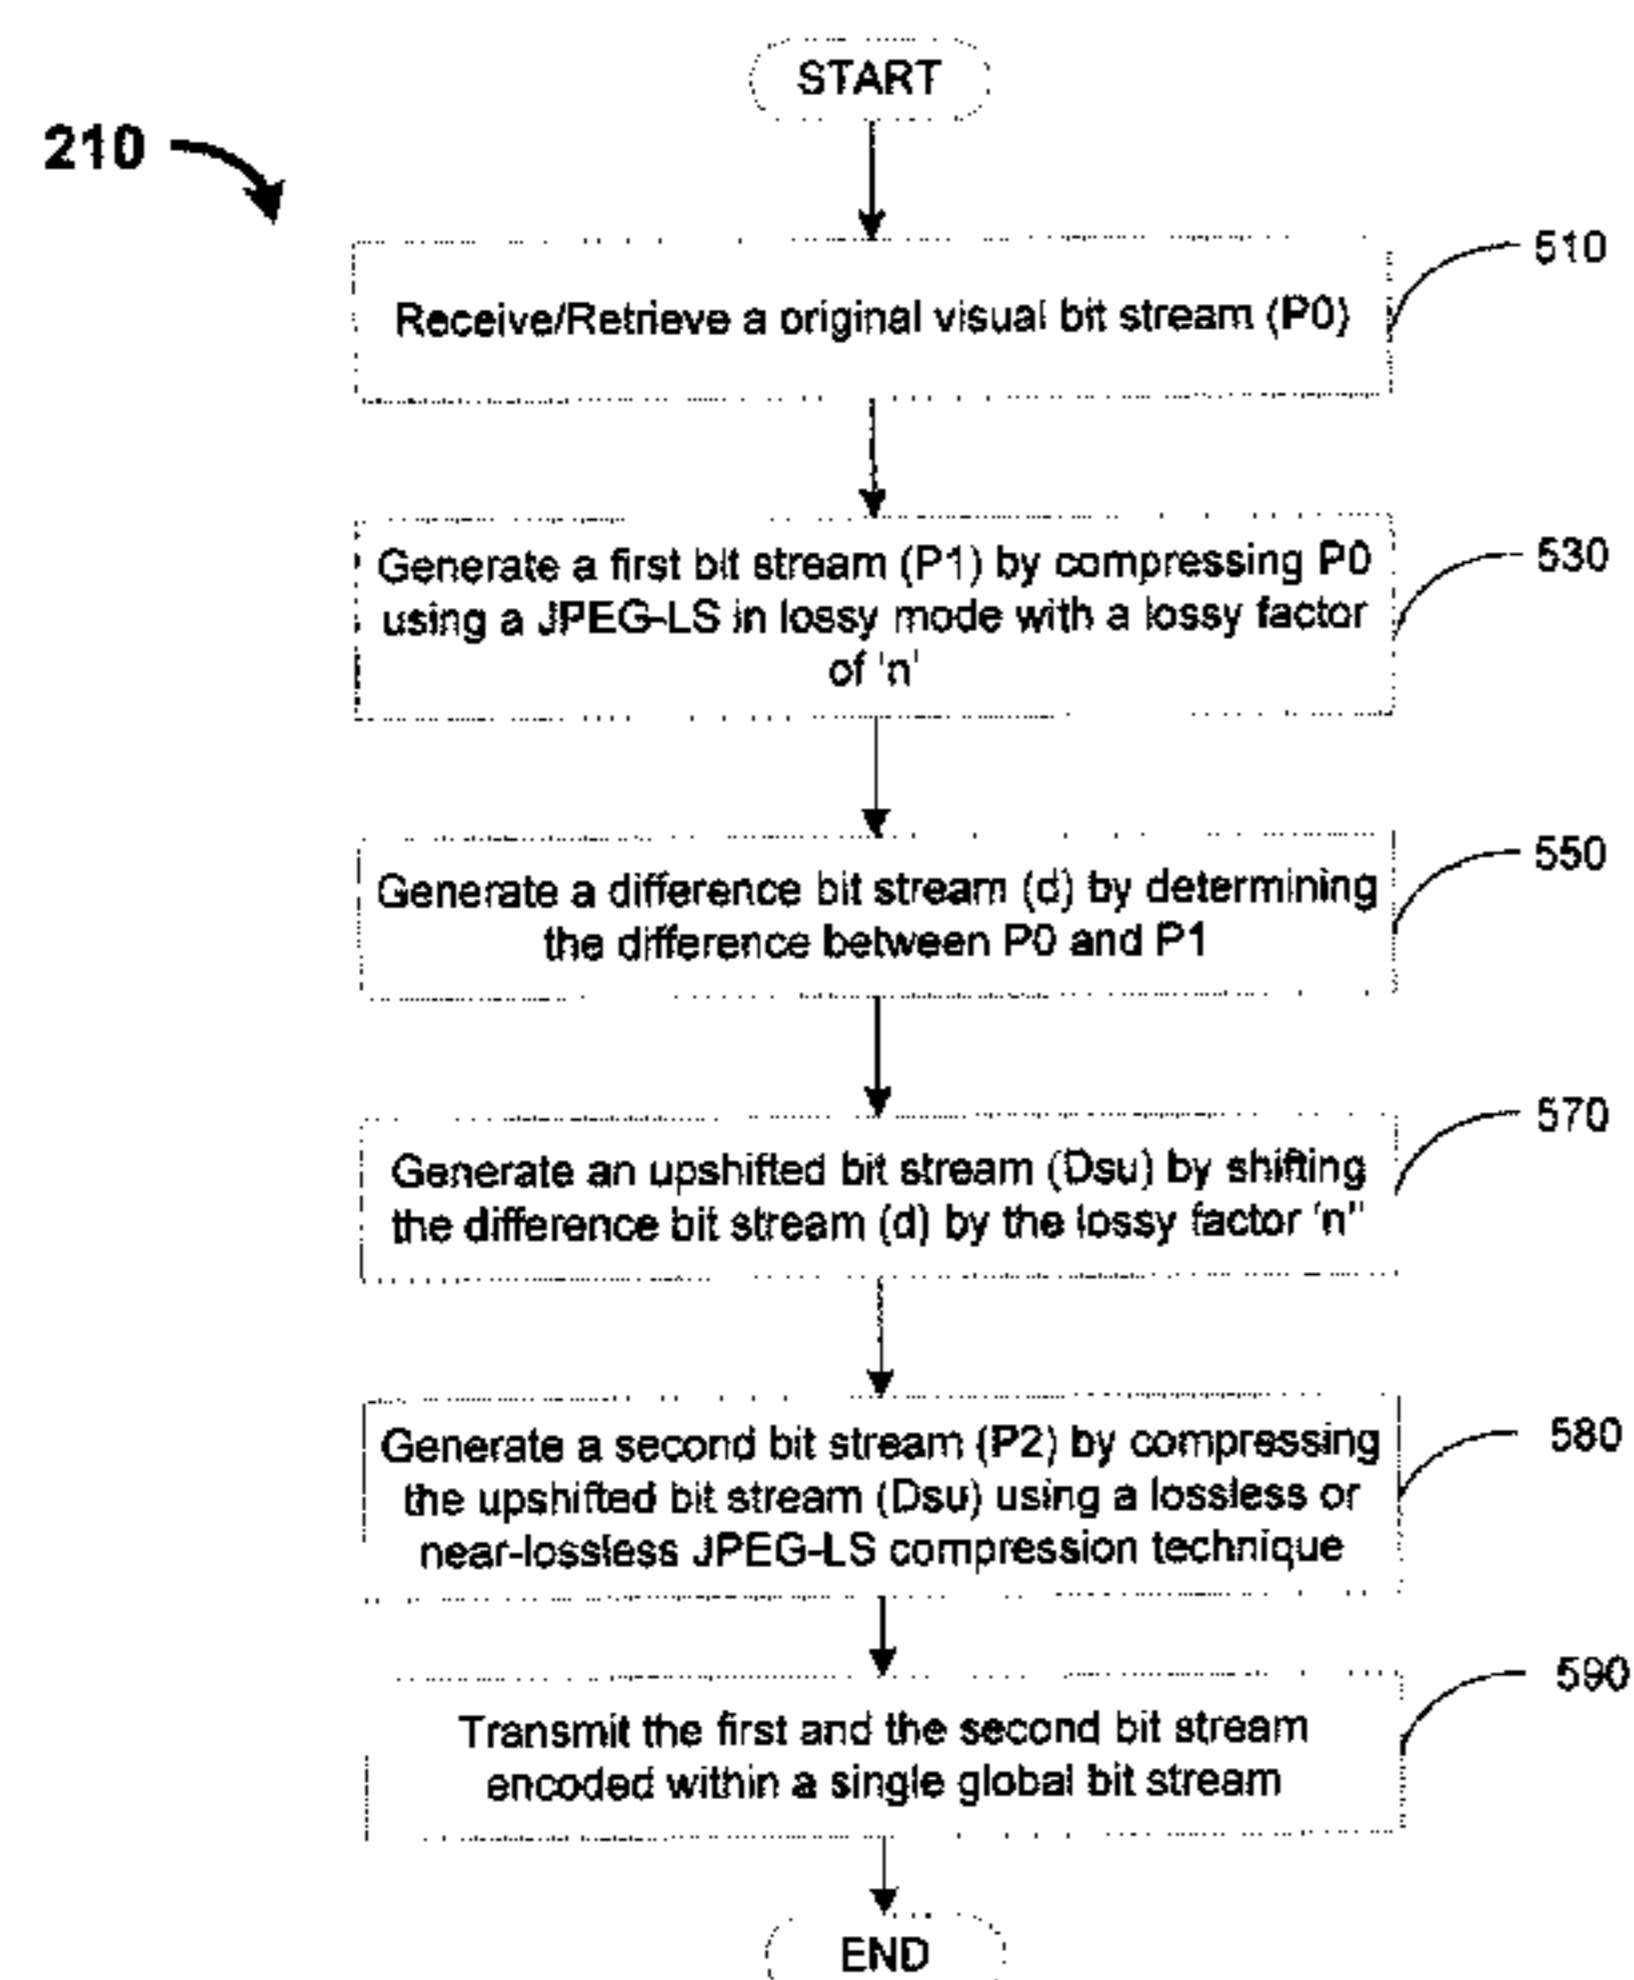 START
210
510
Receive/Retrieve a original visual bit stream (P0)
530
Generate a first bit stream (P1) by compressing P0
using a JPEG-LS in lossy mode with a lossy factor
of 'n'
550
Generate a difference bit stream (d) by determining
the difference between P0 and P1
570
Generate an upshifted bit stream (Dsu) by shifting
the difference bit stream (d) by the lossy factor 'n"
580
Generate a second bit stream (P2) by compressing
the upshifted bit stream (Dsu) using a lossless or
near-lossless JPEG-LS compression technique
590
Transmit the first and the second bit stream
encoded within a single global bit stream
END